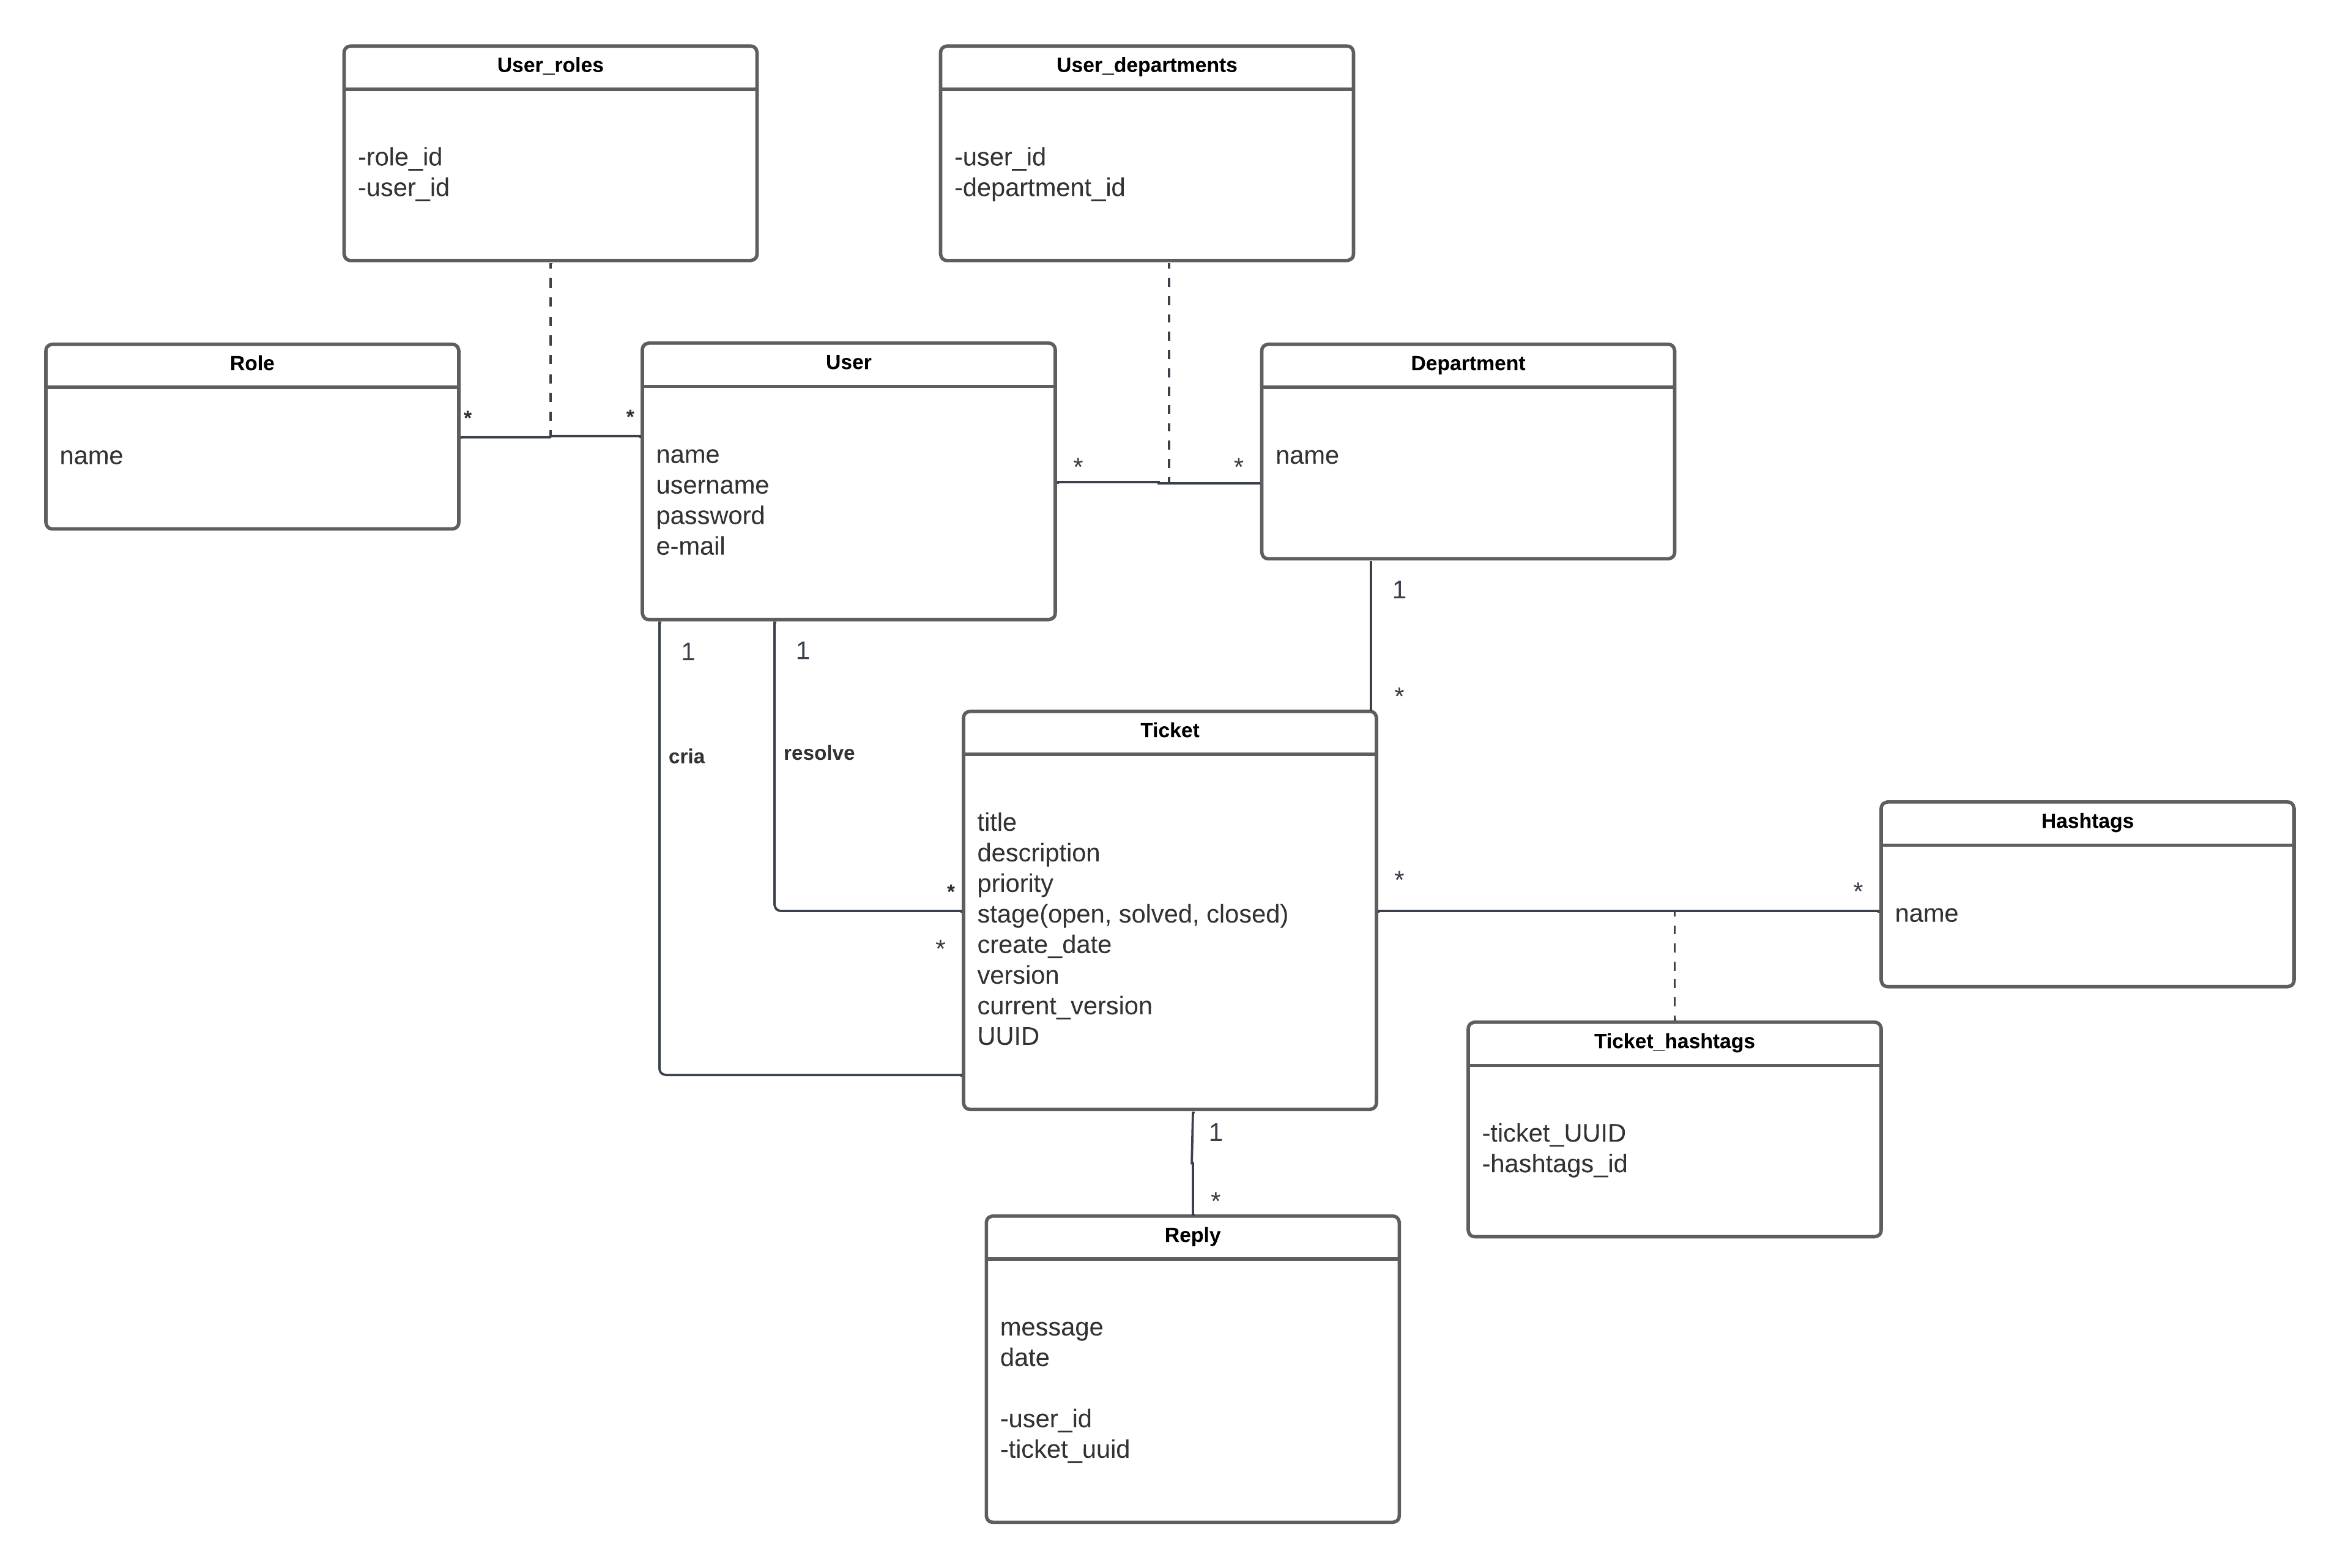 User_roles
-role_id
-user_id
User_departments
-user_id
-department_id
Role
name
*
*
User
name
username
password
e-mail
*
*
Department
name
1
*
1
1
cria
resolve
*
*
Ticket
title
description
priority
stage(open, solved, closed)
create_date
version
current_version
UUID
*
*
Hashtags
name
Ticket_hashtags
-ticket_UUID
-hashtags_id
1
*
Reply
message
date
-user_id
-ticket_uuid